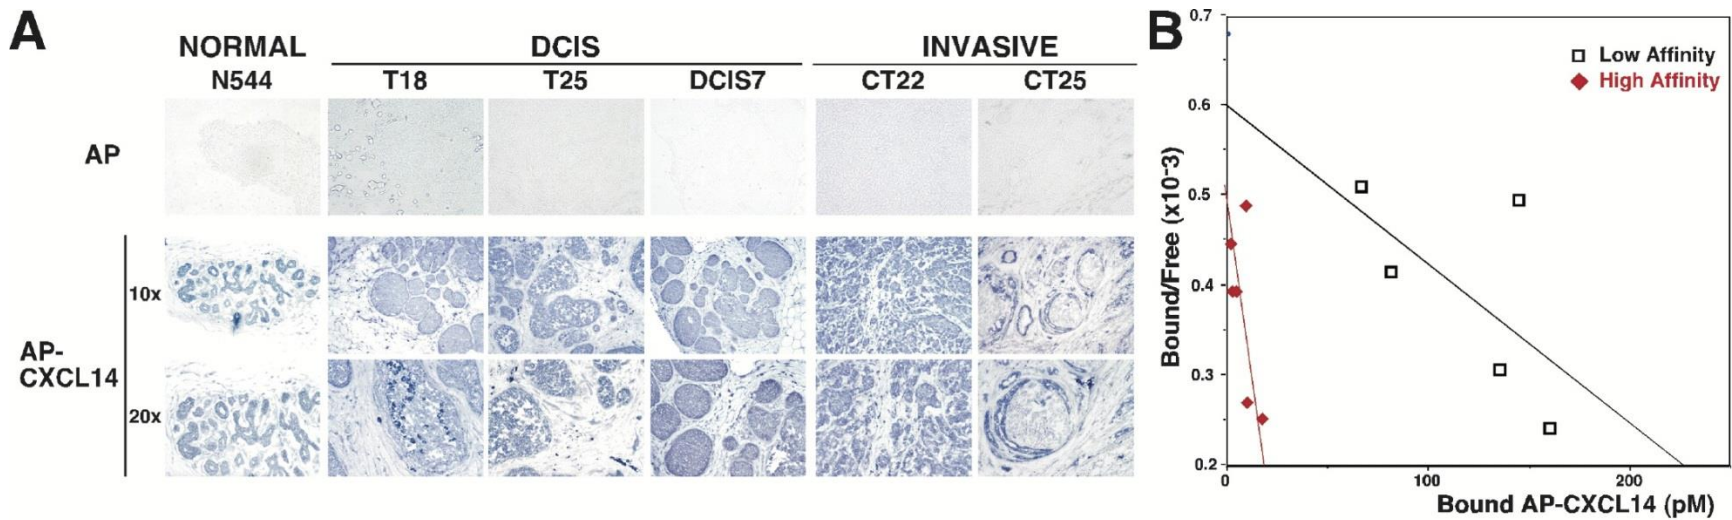 A
NORMAL
DCIS
INVASIVE
N544
T18
T25
DCIS7
CT22
CT25
AP
AP-
CXCL14
10x
20x
B
Low Affinity
High Affinity
Bound/Free (x10-3)
0.7
0.6
0.5
0.4
0.3
0.2
0
100
200
Bound AP-CXCL14 (pM)